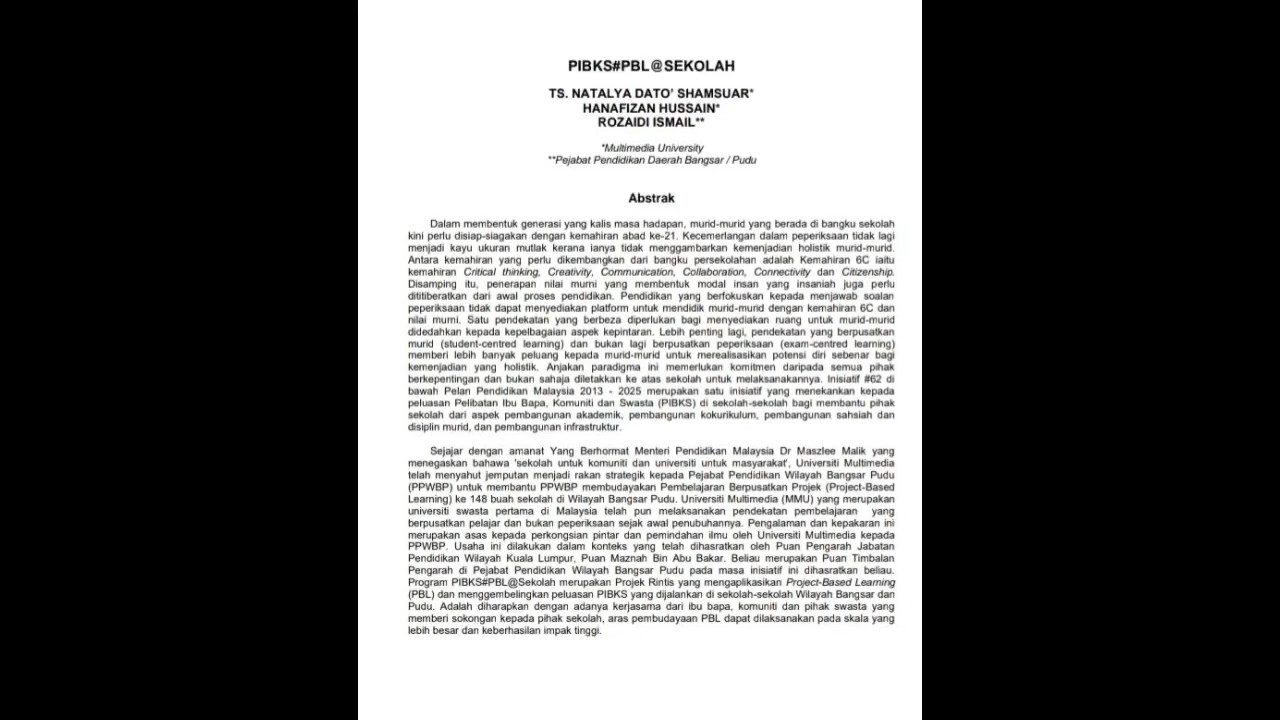 PIBKS#PBL@SEKOLAH
TS. NATALYA DATO' SHAMSUAR*
HANAFIZAN HUSSAIN*
ROZAIDI ISMAIL**
*Multimedia University
**Pejabat Pendidikan Daerah Bangsar / Pudu
Abstrak
Dalam membentuk generasi yang kalis masa hadapan, murid-murid yang berada di bangku sekolah
kini perlu disiap-siagakan dengan kemahiran abad ke-21. Kecemerlangan dalam peperiksaan tidak lagi
menjadi kayu ukuran mutlak kerana ianya tidak menggambarkan kemenjadian holistik murid-murid.
Antara kemahiran yang perlu dikembangkan dari bangku persekolahan adalah Kemahiran 6C iaitu
kemahiran Critical thinking, Creativity, Communication, Collaboration, Connectivity dan Citizenship.
Disamping itu, penerapan nilai murni yang membentuk modal insan yang insaniah juga perlu
dititiberatkan dari awal proses pendidikan. Pendidikan yang berfokuskan kepada menjawab soalan
peperiksaan tidak dapat menyediakan platform untuk mendidik murid-murid dengan kemahiran 6C dan
nilai murni. Satu pendekatan yang berbeza diperlukan bagi menyediakan ruang untuk murid-murid
didedahkan kepada kepelbagaian aspek kepintaran. Lebih penting lagi, pendekatan yang berpusatkan
murid (student-centred learning) dan bukan lagi berpusatkan peperiksaan (exam-centred learning)
memberi lebih banyak peluang kepada murid-murid untuk merealisasikan potensi diri sebenar bagi
kemenjadian yang holistik. Anjakan paradigma ini memerlukan komitmen daripada semua pihak
berkepentingan dan bukan sahaja diletakkan ke atas sekolah untuk melaksanakannya. Inisiatif #62 di
bawah Pelan Pendidikan Malaysia 2013 - 2025 merupakan satu inisiatif yang menekankan kepada
peluasan Pelibatan Ibu Bapa, Komuniti dan Swasta (PIBKS) di sekolah-sekolah bagi membantu pihak
sekolah dari aspek pembangunan akademik, pembangunan kokurikulum, pembangunan sahsiah dan
disiplin murid, dan pembangunan infrastruktur.
Sejajar dengan amanat Yang Berhormat Menteri Pendidikan Malaysia Dr Maszlee Malik yang
menegaskan bahawa 'sekolah untuk komuniti dan universiti untuk masyarakat', Universiti Multimedia
telah menyahut jemputan menjadi rakan strategik kepada Pejabat Pendidikan Wilayah Bangsar Pudu
(PPWBP) untuk membantu PPWBP membudayakan Pembelajaran Berpusatkan Projek (Project-Based
Learning) ke 148 buah sekolah di Wilayah Bangsar Pudu. Universiti Multimedia (MMU) yang merupakan
universiti swasta pertama di Malaysia telah pun melaksanakan pendekatan pembelajaran yang
berpusatkan pelajar dan bukan peperiksaan sejak awal penubuhannya. Pengalaman dan kepakaran ini
merupakan asas kepada perkongsian pintar dan pemindahan ilmu oleh Universiti Multimedia kepada
PPWBP. Usaha ini dilakukan dalam konteks yang telah dihasratkan oleh Puan Pengarah Jabatan
Pendidikan Wilayah Kuala Lumpur, Puan Maznah Bin Abu Bakar. Beliau merupakan Puan Timbalan
Pengarah di Pejabat Pendidikan Wilayah Bangsar Pudu pada masa inisiatif ini dihasratkan beliau.
Program PIBKS#PBL@Sekolah merupakan Projek Rintis yang mengaplikasikan Project-Based Learning
(PBL) dan menggembelingkan peluasan PIBKS yang dijalankan di sekolah-sekolah Wilayah Bangsar dan
Pudu. Adalah diharapkan dengan adanya kerjasama dari ibu bapa, komuniti dan pihak swasta yang
memberi sokongan kepada pihak sekolah, aras pembudayaan PBL dapat dilaksanakan pada skala yang
lebih besar dan keberhasilan impak tinggi.